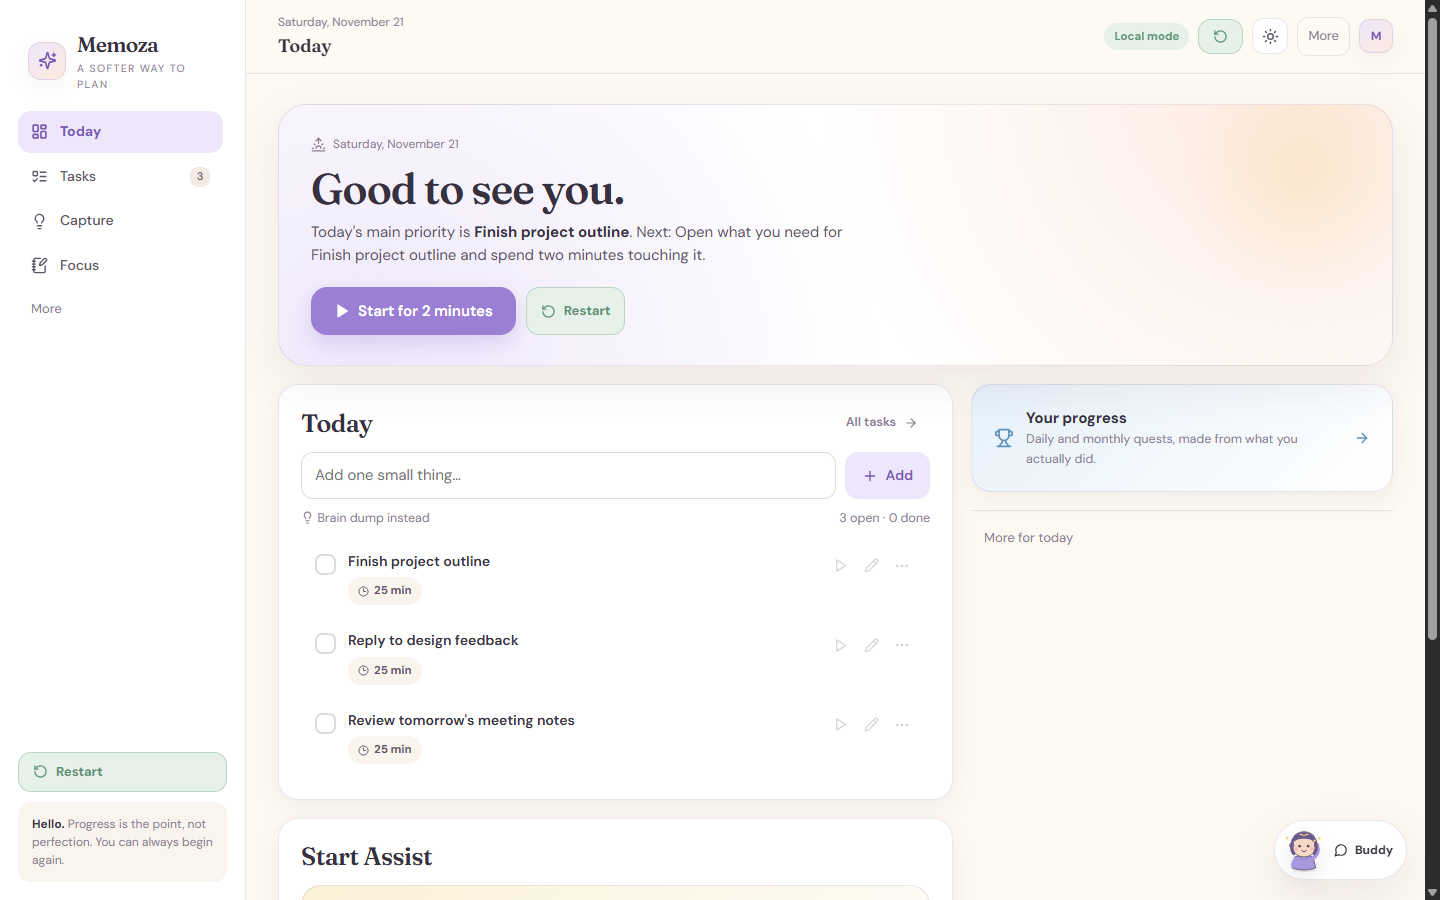 Memoza
A SOFTER WAY TO
PLAN
Today
Tasks
3
Capture
Focus
More
Restart
Hello. Progress is the point, not
perfection. You can always begin
again.
Saturday, November 21
Today
Local mode
More
M
Saturday, November 21
Good to see you.
Today's main priority is Finish project outline. Next: Open what you need for
Finish project outline and spend two minutes touching it.
Start for 2 minutes
Restart
Today
All tasks
Add one small thing...
Add
Brain dump instead
3 open · 0 done
Finish project outline
25 min
Reply to design feedback
25 min
Review tomorrow's meeting notes
25 min
Start Assist
Your progress
Daily and monthly quests, made from what you
actually did.
More for today
Buddy